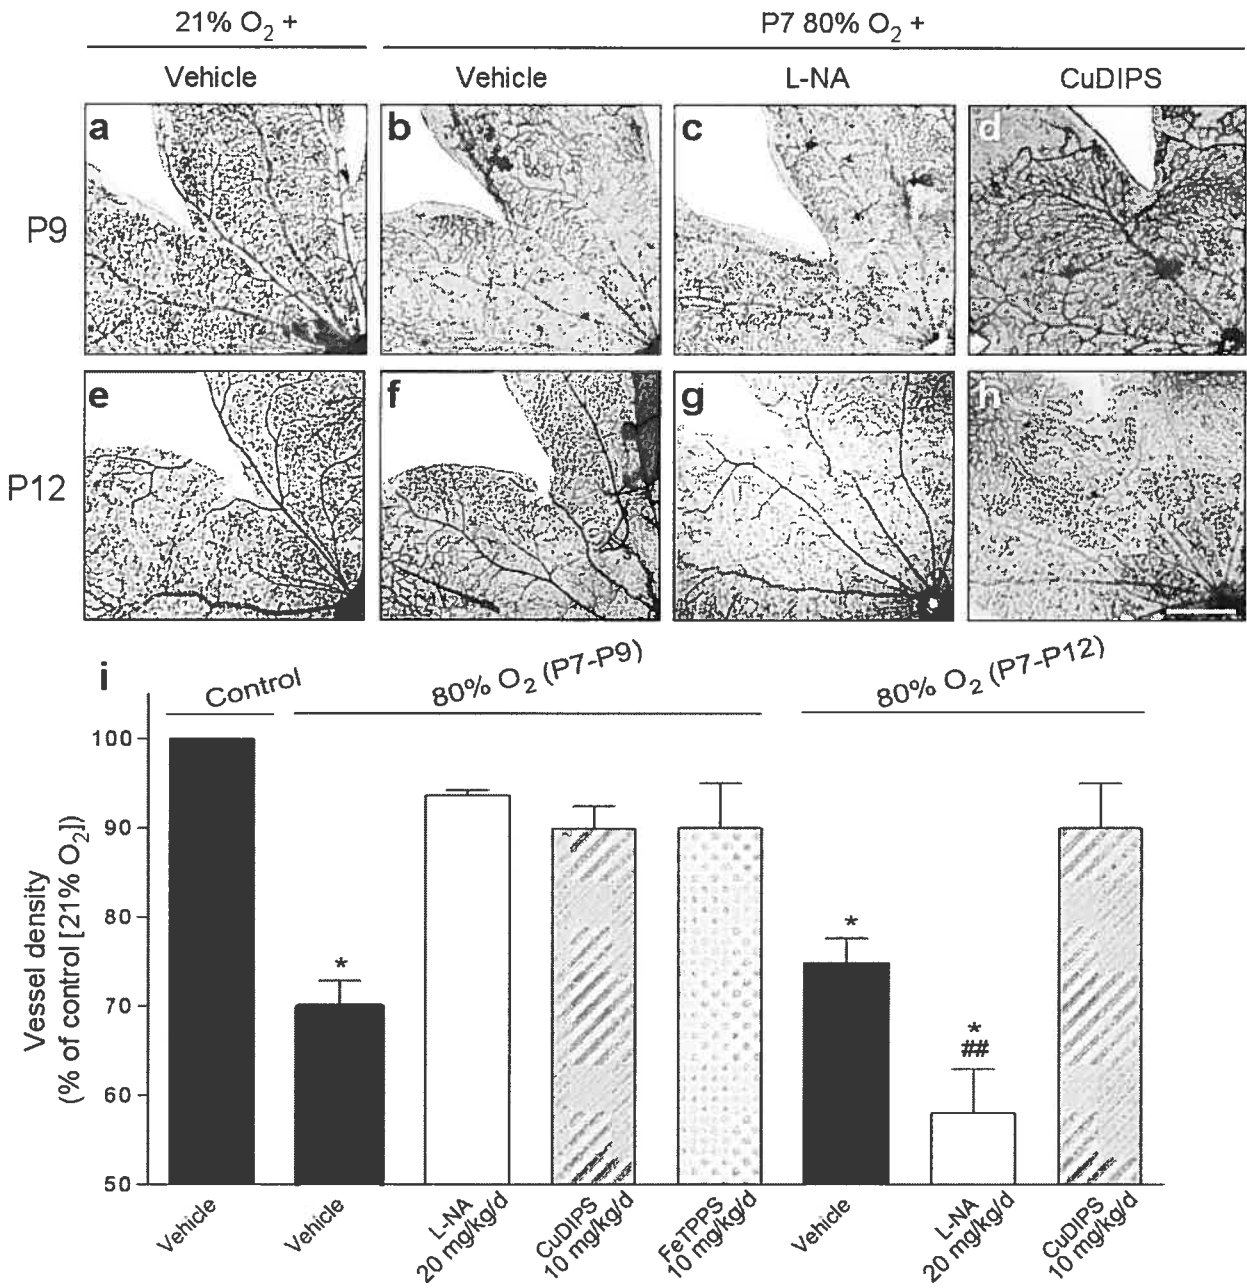 21% O₂ +
P7 80% O₂ +
Vehicle
Vehicle
L-NA
CuDIPS
a
b
c
d
P9
e
f
g
h
P12
i
Control
80% O₂ (P7-P9)
80% O₂ (P7-P12)
Vessel density
(% of control [21% O₂])
100
90
80
70
60
50
*
*
*
##
Vehicle
Vehicle
L-NA
20 mg/kg/d
CuDIPS
10 mg/kg/d
FeTPPS
10 mg/kg/d
Vehicle
L-NA
20 mg/kg/d
CuDIPS
10 mg/kg/d